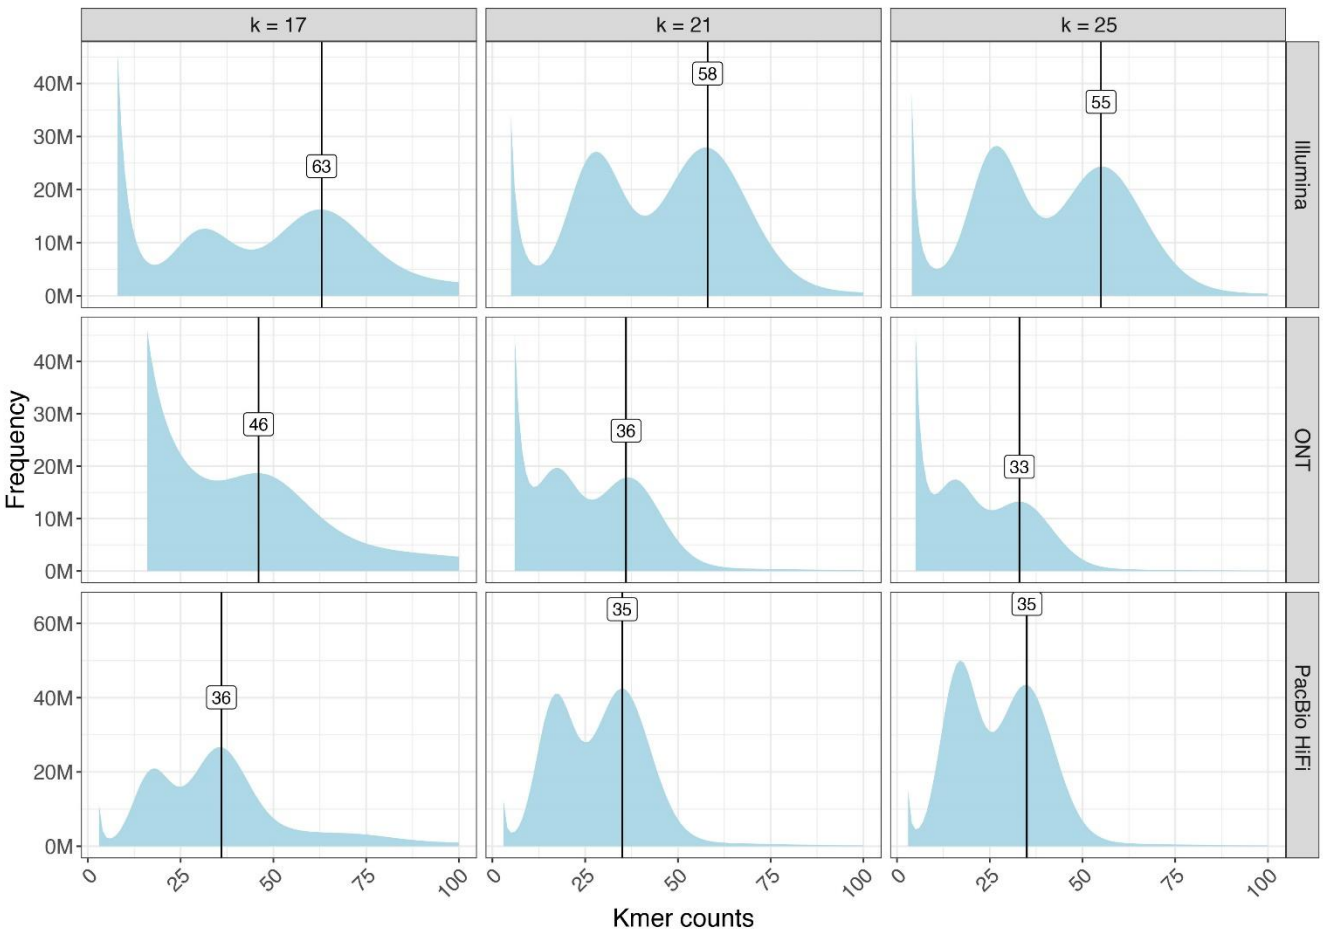 k = 17
k = 21
k = 25
40M
30M
20M
10M
0M
63
58
55
Illumina
40M
30M
20M
10M
0M
46
36
33
ONT
60M
40M
20M
0M
36
35
35
PacBio HiFi
0
25
50
75
100
0
25
50
75
100
0
25
50
75
100
Frequency
Kmer counts